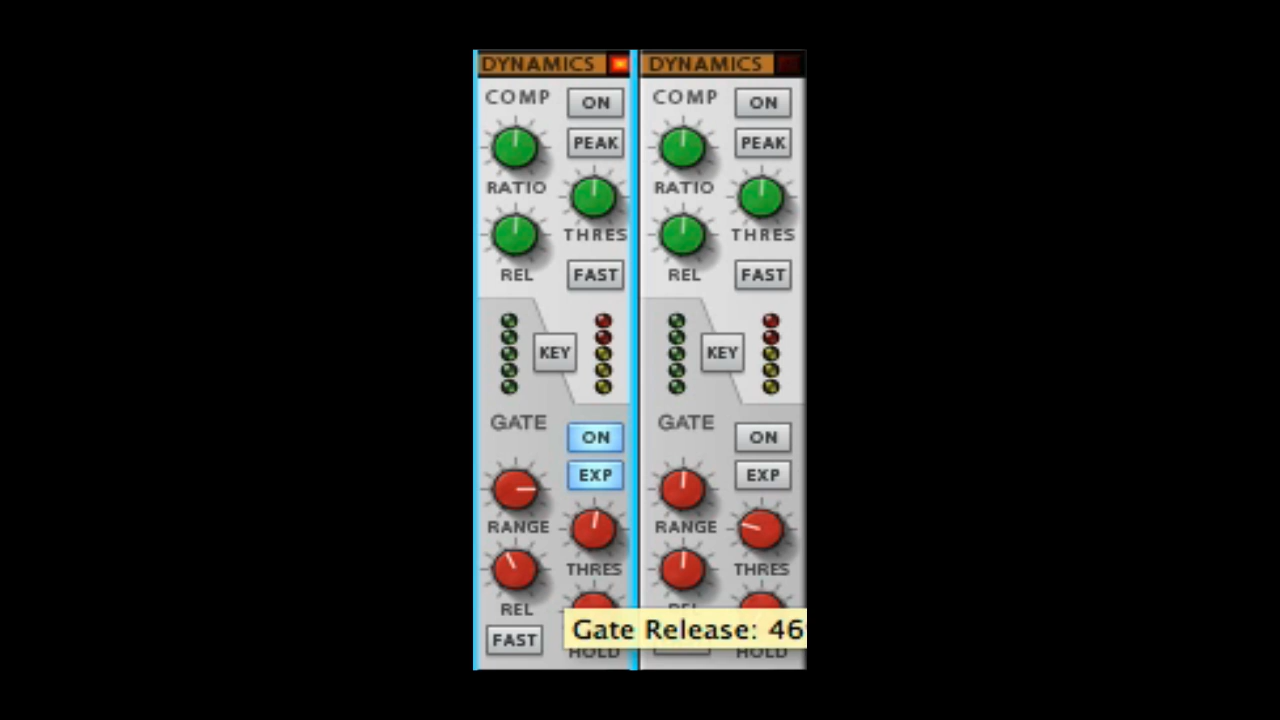 DYNAMICS DYNAMICS
COMP ON COMP ON
PEAK PEAK
RATIO RATIO
THRES THRES
REL FAST REL FAST
KEY KEY
GATE ON GATE ON
EXP EXP
RANGE RANGE
THRES THRES
REL REL
FAST Gate Release: 46
HOLD HOLD